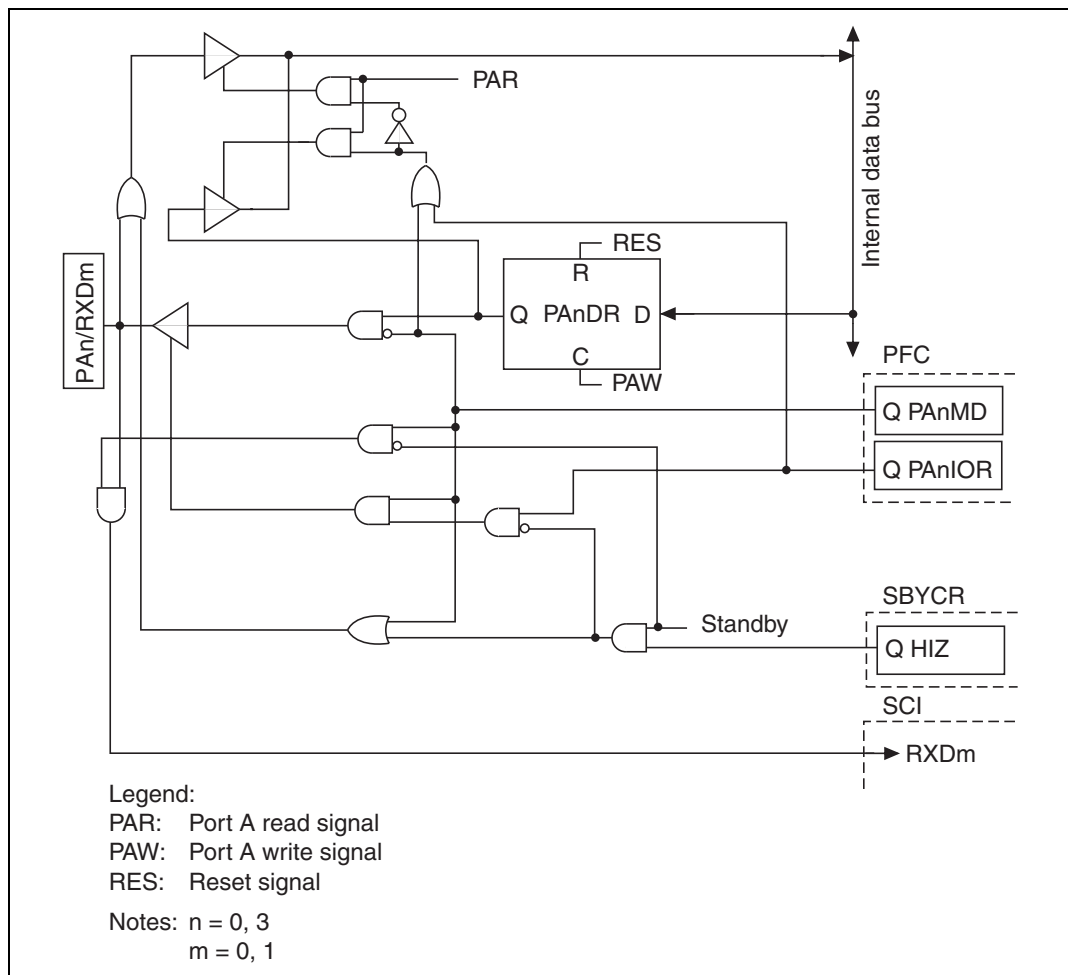 PAR
Internal data bus
RES
R
PAn/RXDm
Q PAnDR D
C
PAW
PFC
Q PAnMD
Q PAnIOR
SBYCR
Standby
Q HIZ
SCI
RXDm
Legend:
PAR: Port A read signal
PAW: Port A write signal
RES: Reset signal
Notes: n = 0, 3
m = 0, 1